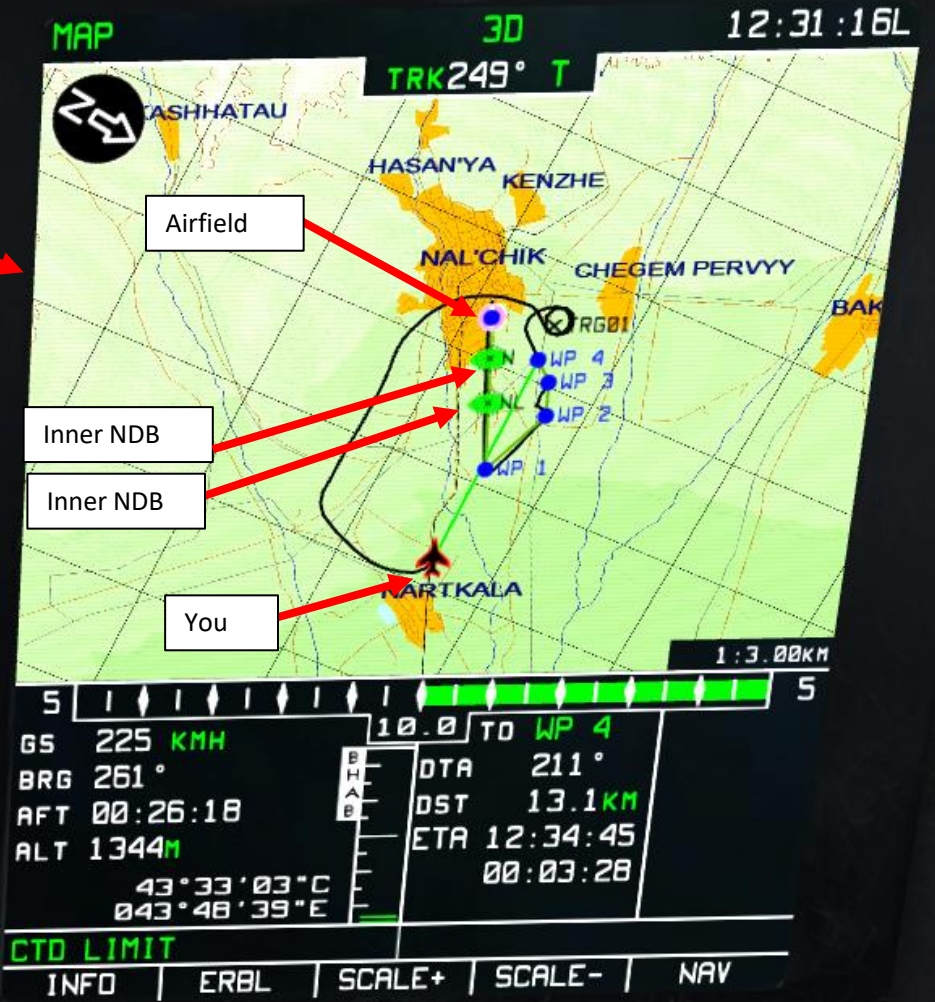 MAP 3D 12:31:16L
TRK249° T
N
KASHHATAU
HASAN'YA
KENZHE
Airfield
NAL'CHIK
CHEGEM PERVYY
BAK
TRG01
N
WP 4
WP 3
NL
WP 2
Inner NDB
WP 1
Inner NDB
NARTKALA
You
1:3.00KM
5 5
10.0 TO WP 4
GS 225 KMH
BRG 261°
AFT 00:26:18
ALT 1344M
43°33'03"C
043°48'39"E
B
H
A
B
DTA 211°
DST 13.1KM
ETA 12:34:45
00:03:28
CTD LIMIT
INFO ERBL SCALE+ SCALE- NAV